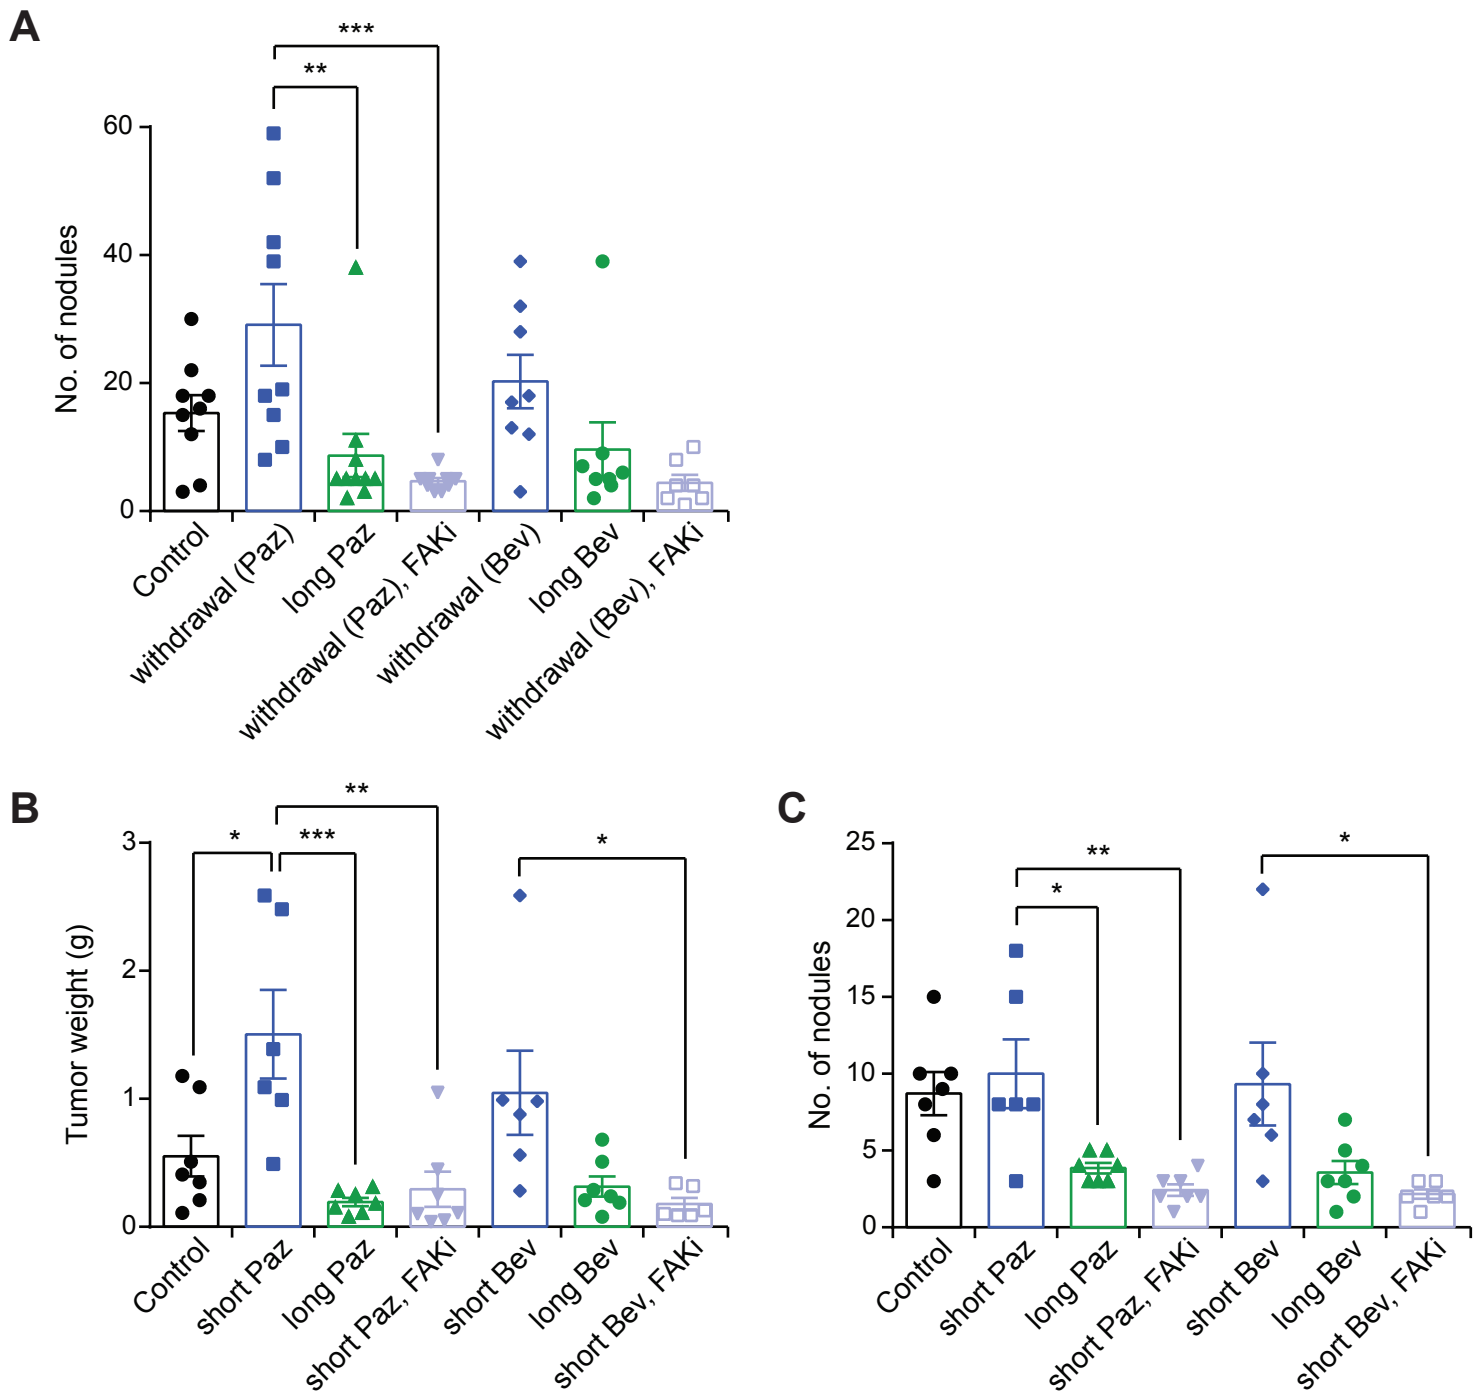 A
***
**
60
40
20
0
No. of nodules
Control
withdrawal (Paz)
long Paz
withdrawal (Paz), FAKi
withdrawal (Bev)
long Bev
withdrawal (Bev), FAKi
B
**
*
***
*
3
2
1
0
Tumor weight (g)
Control
short Paz
long Paz
short Paz, FAKi
short Bev
long Bev
short Bev, FAKi
C
**
*
*
25
20
15
10
5
0
No. of nodules
Control
short Paz
long Paz
short Paz, FAKi
short Bev
long Bev
short Bev, FAKi